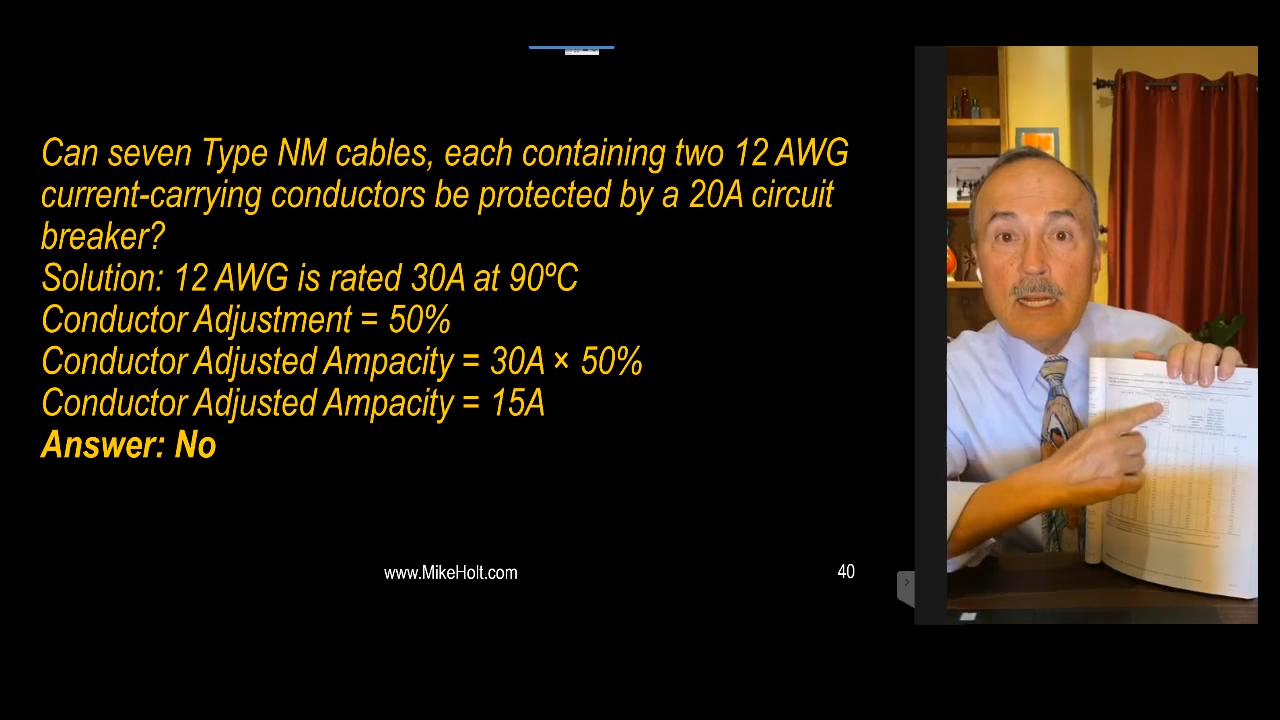 Can seven Type NM cables, each containing two 12 AWG
current-carrying conductors be protected by a 20A circuit
breaker?
Solution: 12 AWG is rated 30A at 90ºC
Conductor Adjustment = 50%
Conductor Adjusted Ampacity = 30A × 50%
Conductor Adjusted Ampacity = 15A
Answer: No
www.MikeHolt.com
40